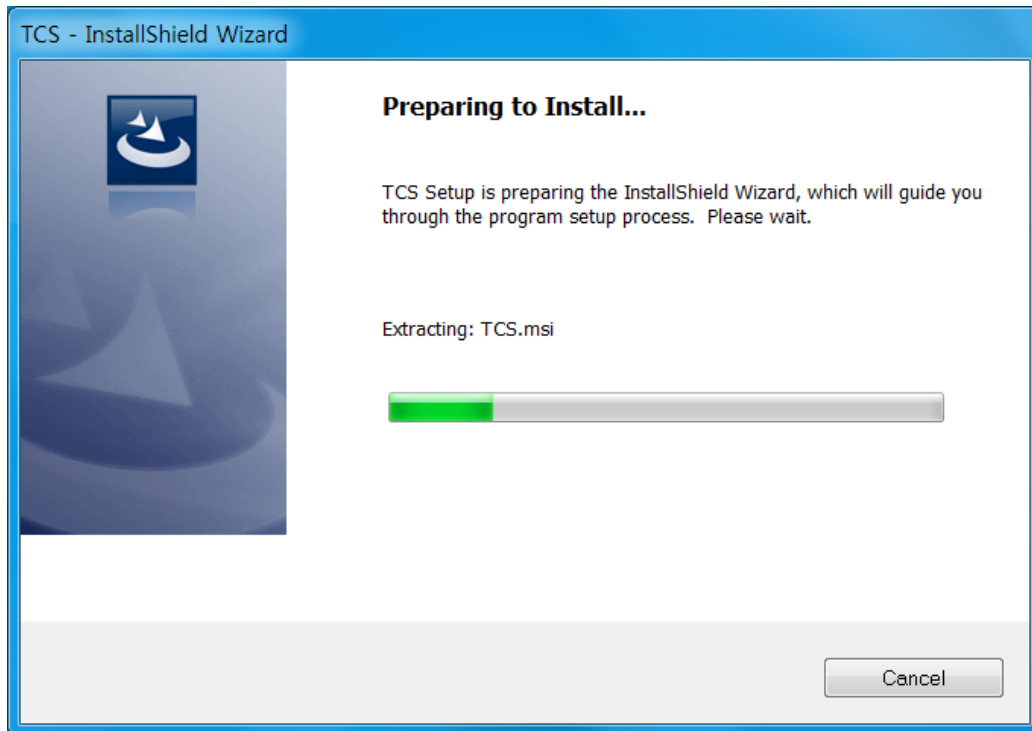 TCS - InstallShield Wizard
Preparing to Install...
TCS Setup is preparing the InstallShield Wizard, which will guide you
through the program setup process.  Please wait.
Extracting: TCS.msi
Cancel